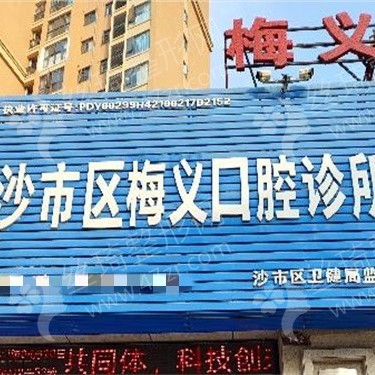 梅义
执业许可证号:PDY00299H42100217D2152
沙市区梅义口腔诊所
沙市区卫健局监
共同体，科技创